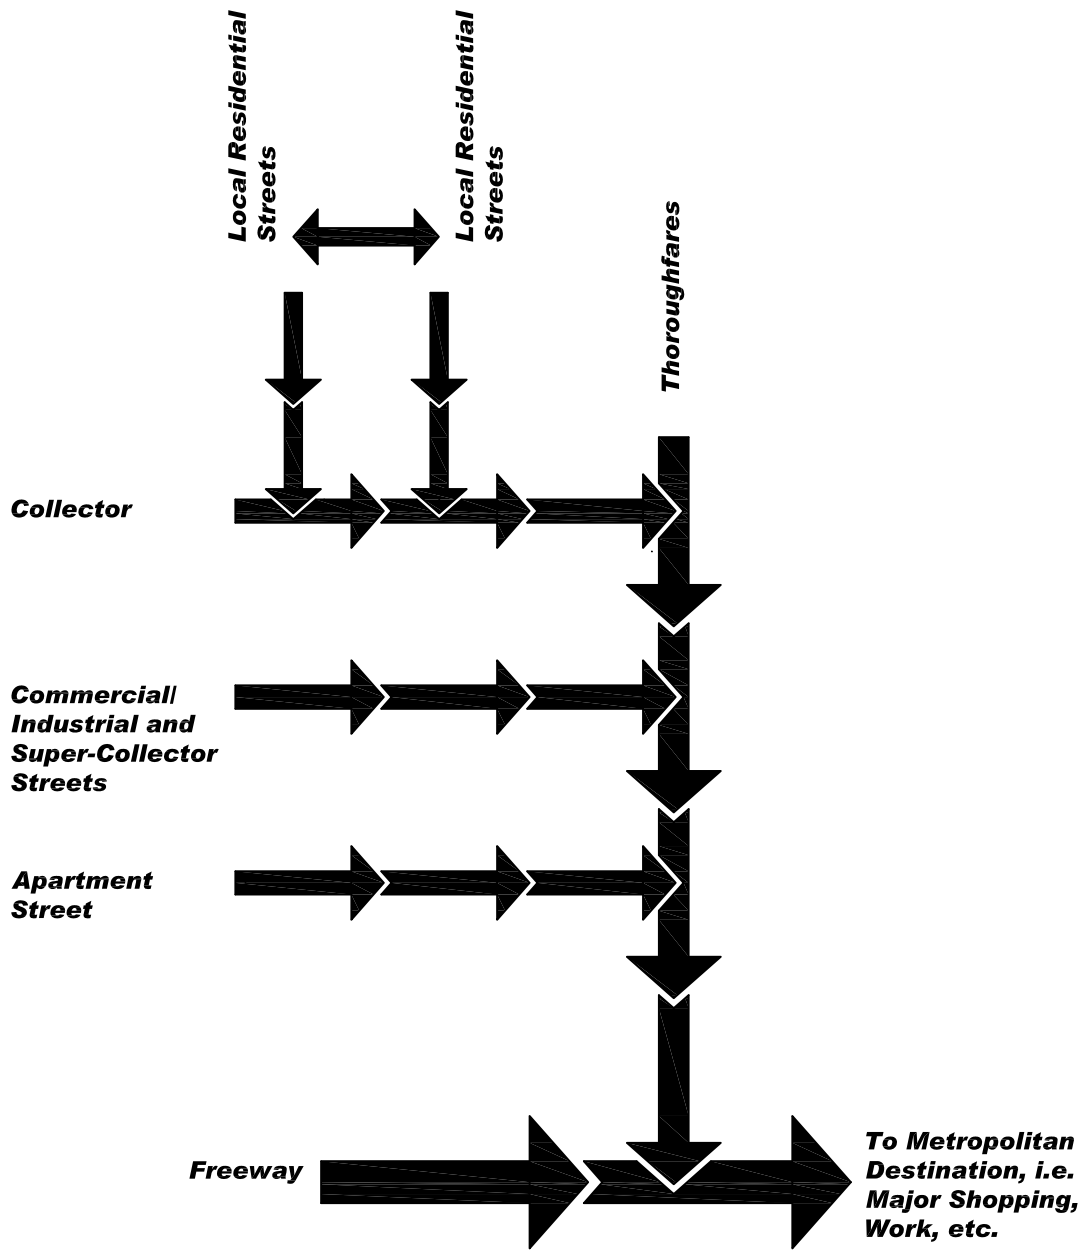 Local Residential
Streets
Local Residential
Streets
Thoroughfares
Collector
Commercial/
Industrial and
Super-Collector
Streets
Apartment
Street
Freeway
To Metropolitan
Destination, i.e.
Major Shopping,
Work, etc.